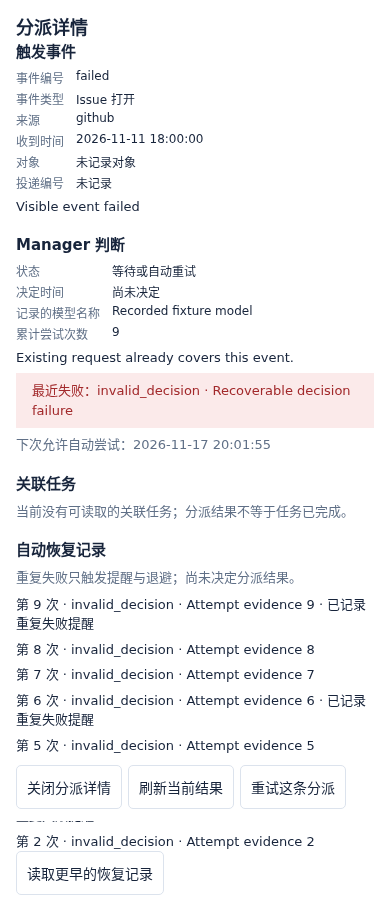 分派详情
触发事件
事件编号 failed
事件类型 Issue 打开
来源 github
收到时间 2026-11-11 18:00:00
对象 未记录对象
投递编号 未记录
Visible event failed
Manager 判断
状态 等待或自动重试
决定时间 尚未决定
记录的模型名称 Recorded fixture model
累计尝试次数 9
Existing request already covers this event.
最近失败：invalid_decision · Recoverable decision
failure
下次允许自动尝试：2026-11-17 20:01:55
关联任务
当前没有可读取的关联任务；分派结果不等于任务已完成。
自动恢复记录
重复失败只触发提醒与退避；尚未决定分派结果。
第 9 次 · invalid_decision · Attempt evidence 9 · 已记录
重复失败提醒
第 8 次 · invalid_decision · Attempt evidence 8
第 7 次 · invalid_decision · Attempt evidence 7
第 6 次 · invalid_decision · Attempt evidence 6 · 已记录
重复失败提醒
第 5 次 · invalid_decision · Attempt evidence 5
关闭分派详情 刷新当前结果 重试这条分派
第 2 次 · invalid_decision · Attempt evidence 2
读取更早的恢复记录